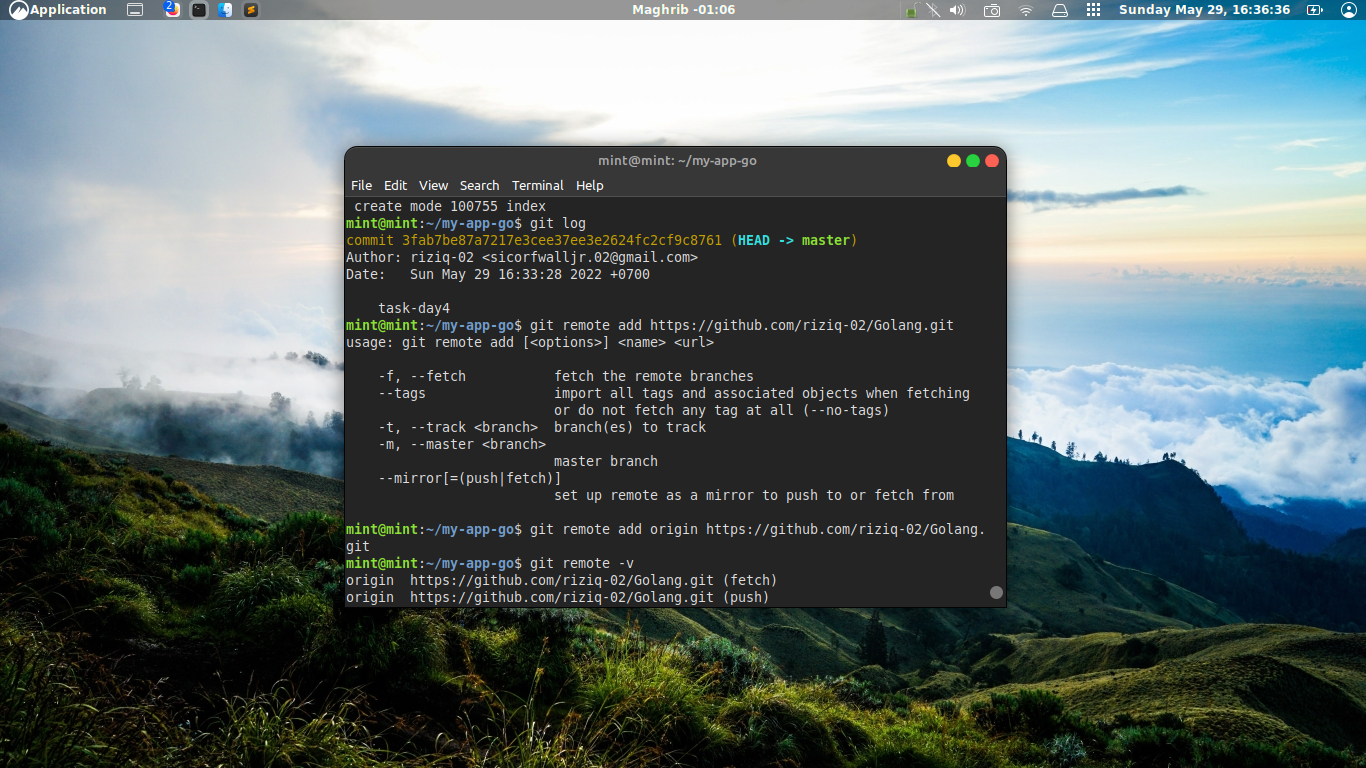 Application
2
Maghrib -01:06
Sunday May 29, 16:36:36
mint@mint: ~/my-app-go
File Edit View Search Terminal Help
 create mode 100755 index
mint@mint:~/my-app-go$ git log
commit 3fab7be87a7217e3cee37ee3e2624fc2cf9c8761 (HEAD -> master)
Author: riziq-02 <sicorfwalljr.02@gmail.com>
Date:   Sun May 29 16:33:28 2022 +0700
    task-day4
mint@mint:~/my-app-go$ git remote add https://github.com/riziq-02/Golang.git
usage: git remote add [<options>] <name> <url>
    -f, --fetch           fetch the remote branches
    --tags                import all tags and associated objects when fetching
                          or do not fetch any tag at all (--no-tags)
    -t, --track <branch>  branch(es) to track
    -m, --master <branch>
                          master branch
    --mirror[=(push|fetch)]
                          set up remote as a mirror to push to or fetch from
mint@mint:~/my-app-go$ git remote add origin https://github.com/riziq-02/Golang.
git
mint@mint:~/my-app-go$ git remote -v
origin  https://github.com/riziq-02/Golang.git (fetch)
origin  https://github.com/riziq-02/Golang.git (push)